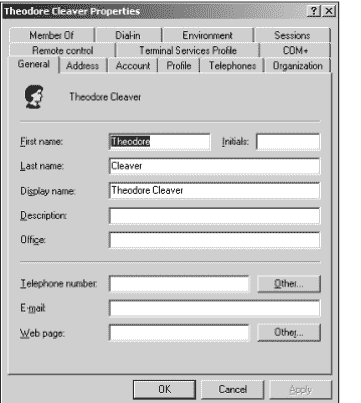 Theodore Cleaver Properties
Member Of Dial-in Environment Sessions
Remote control Terminal Services Profile COM+
General Address Account Profile Telephones Organization
Theodore Cleaver
First name: Theodore Initials:
Last name: Cleaver
Display name: Theodore Cleaver
Description:
Office:
Telephone number: Other...
E-mail:
Web page: Other...
OK Cancel Apply